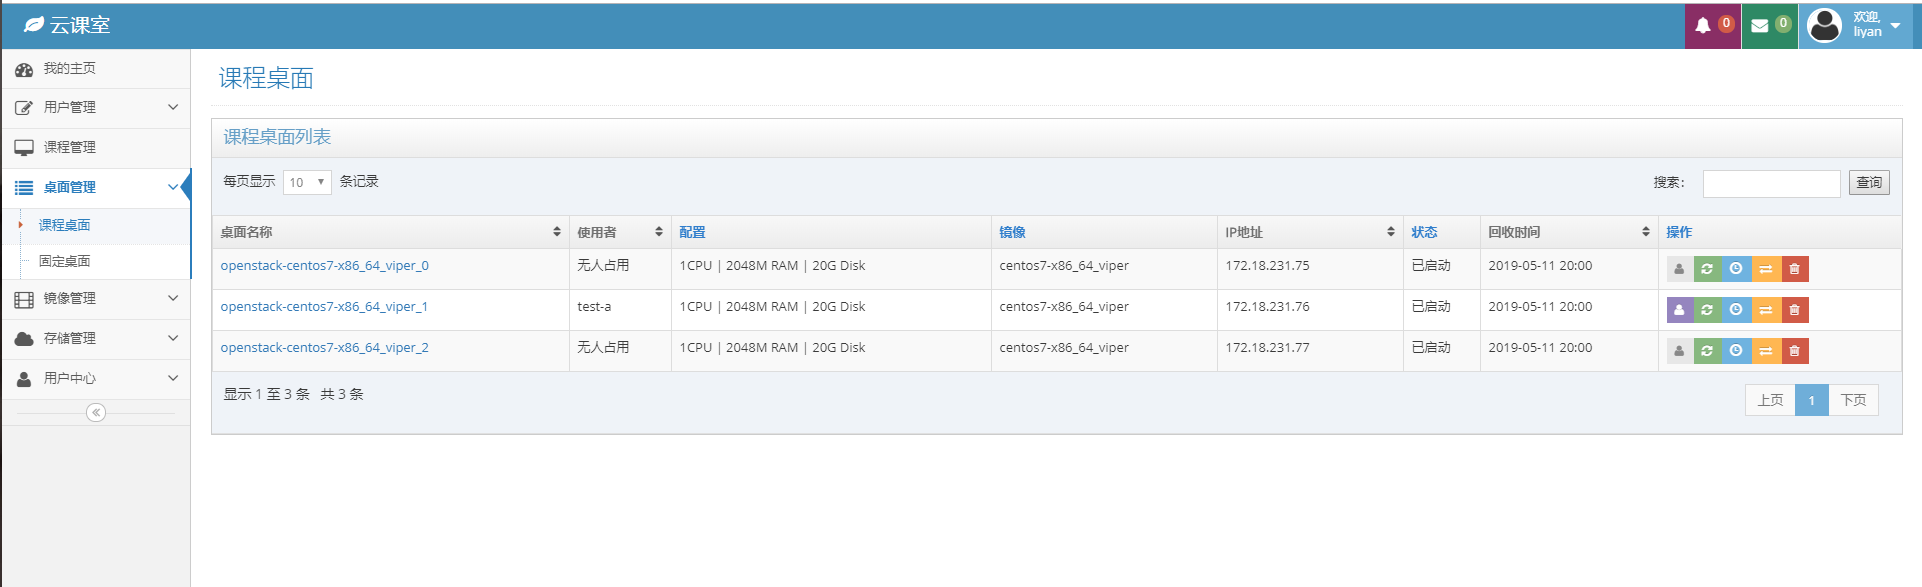 云课室
0
0
欢迎,
liyan
我的主页
用户管理
课程管理
桌面管理
课程桌面
固定桌面
镜像管理
存储管理
用户中心
课程桌面
课程桌面列表
每页显示 10 条记录
搜索: 查询
桌面名称 使用者 配置 镜像 IP地址 状态 回收时间 操作
openstack-centos7-x86_64_viper_0 无人占用 1CPU | 2048M RAM | 20G Disk centos7-x86_64_viper 172.18.231.75 已启动 2019-05-11 20:00
openstack-centos7-x86_64_viper_1 test-a 1CPU | 2048M RAM | 20G Disk centos7-x86_64_viper 172.18.231.76 已启动 2019-05-11 20:00
openstack-centos7-x86_64_viper_2 无人占用 1CPU | 2048M RAM | 20G Disk centos7-x86_64_viper 172.18.231.77 已启动 2019-05-11 20:00
显示 1 至 3 条 共 3 条
上页 1 下页